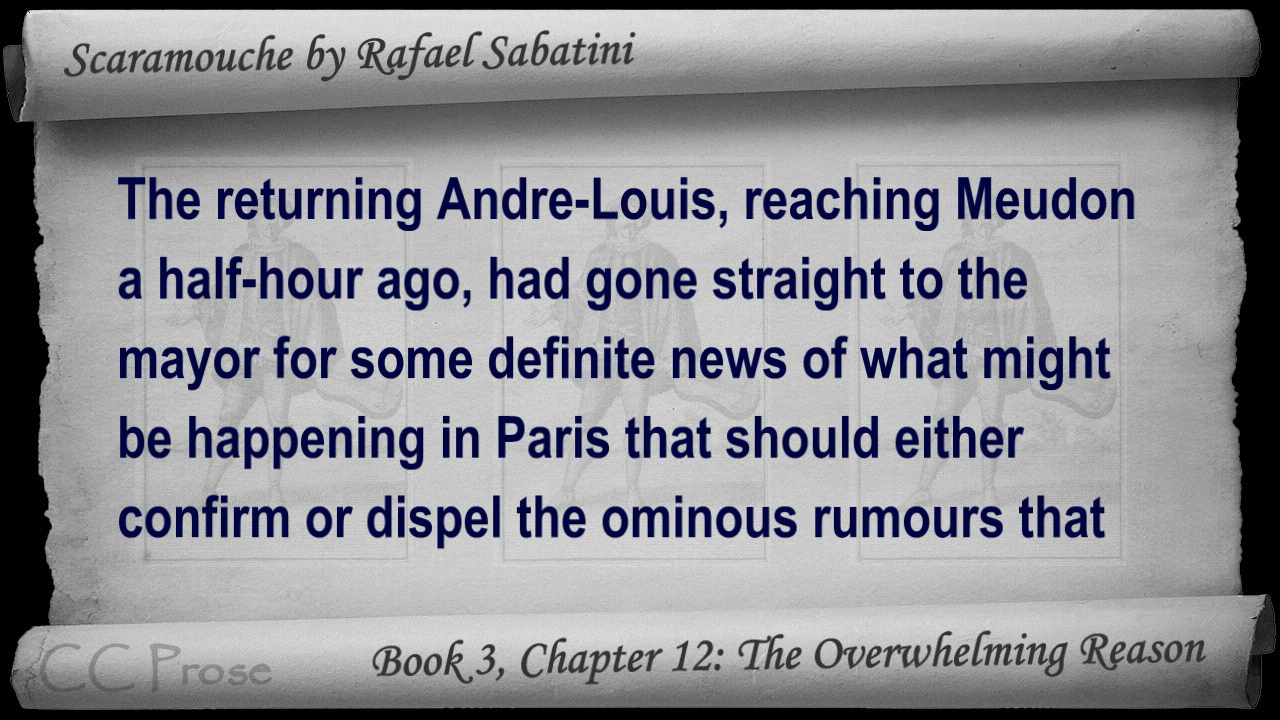 Scaramouche by Rafael Sabatini
The returning Andre-Louis, reaching Meudon
a half-hour ago, had gone straight to the
mayor for some definite news of what might
be happening in Paris that should either
confirm or dispel the ominous rumours that
CC Prose
Book 3, Chapter 12: The Overwhelming Reason